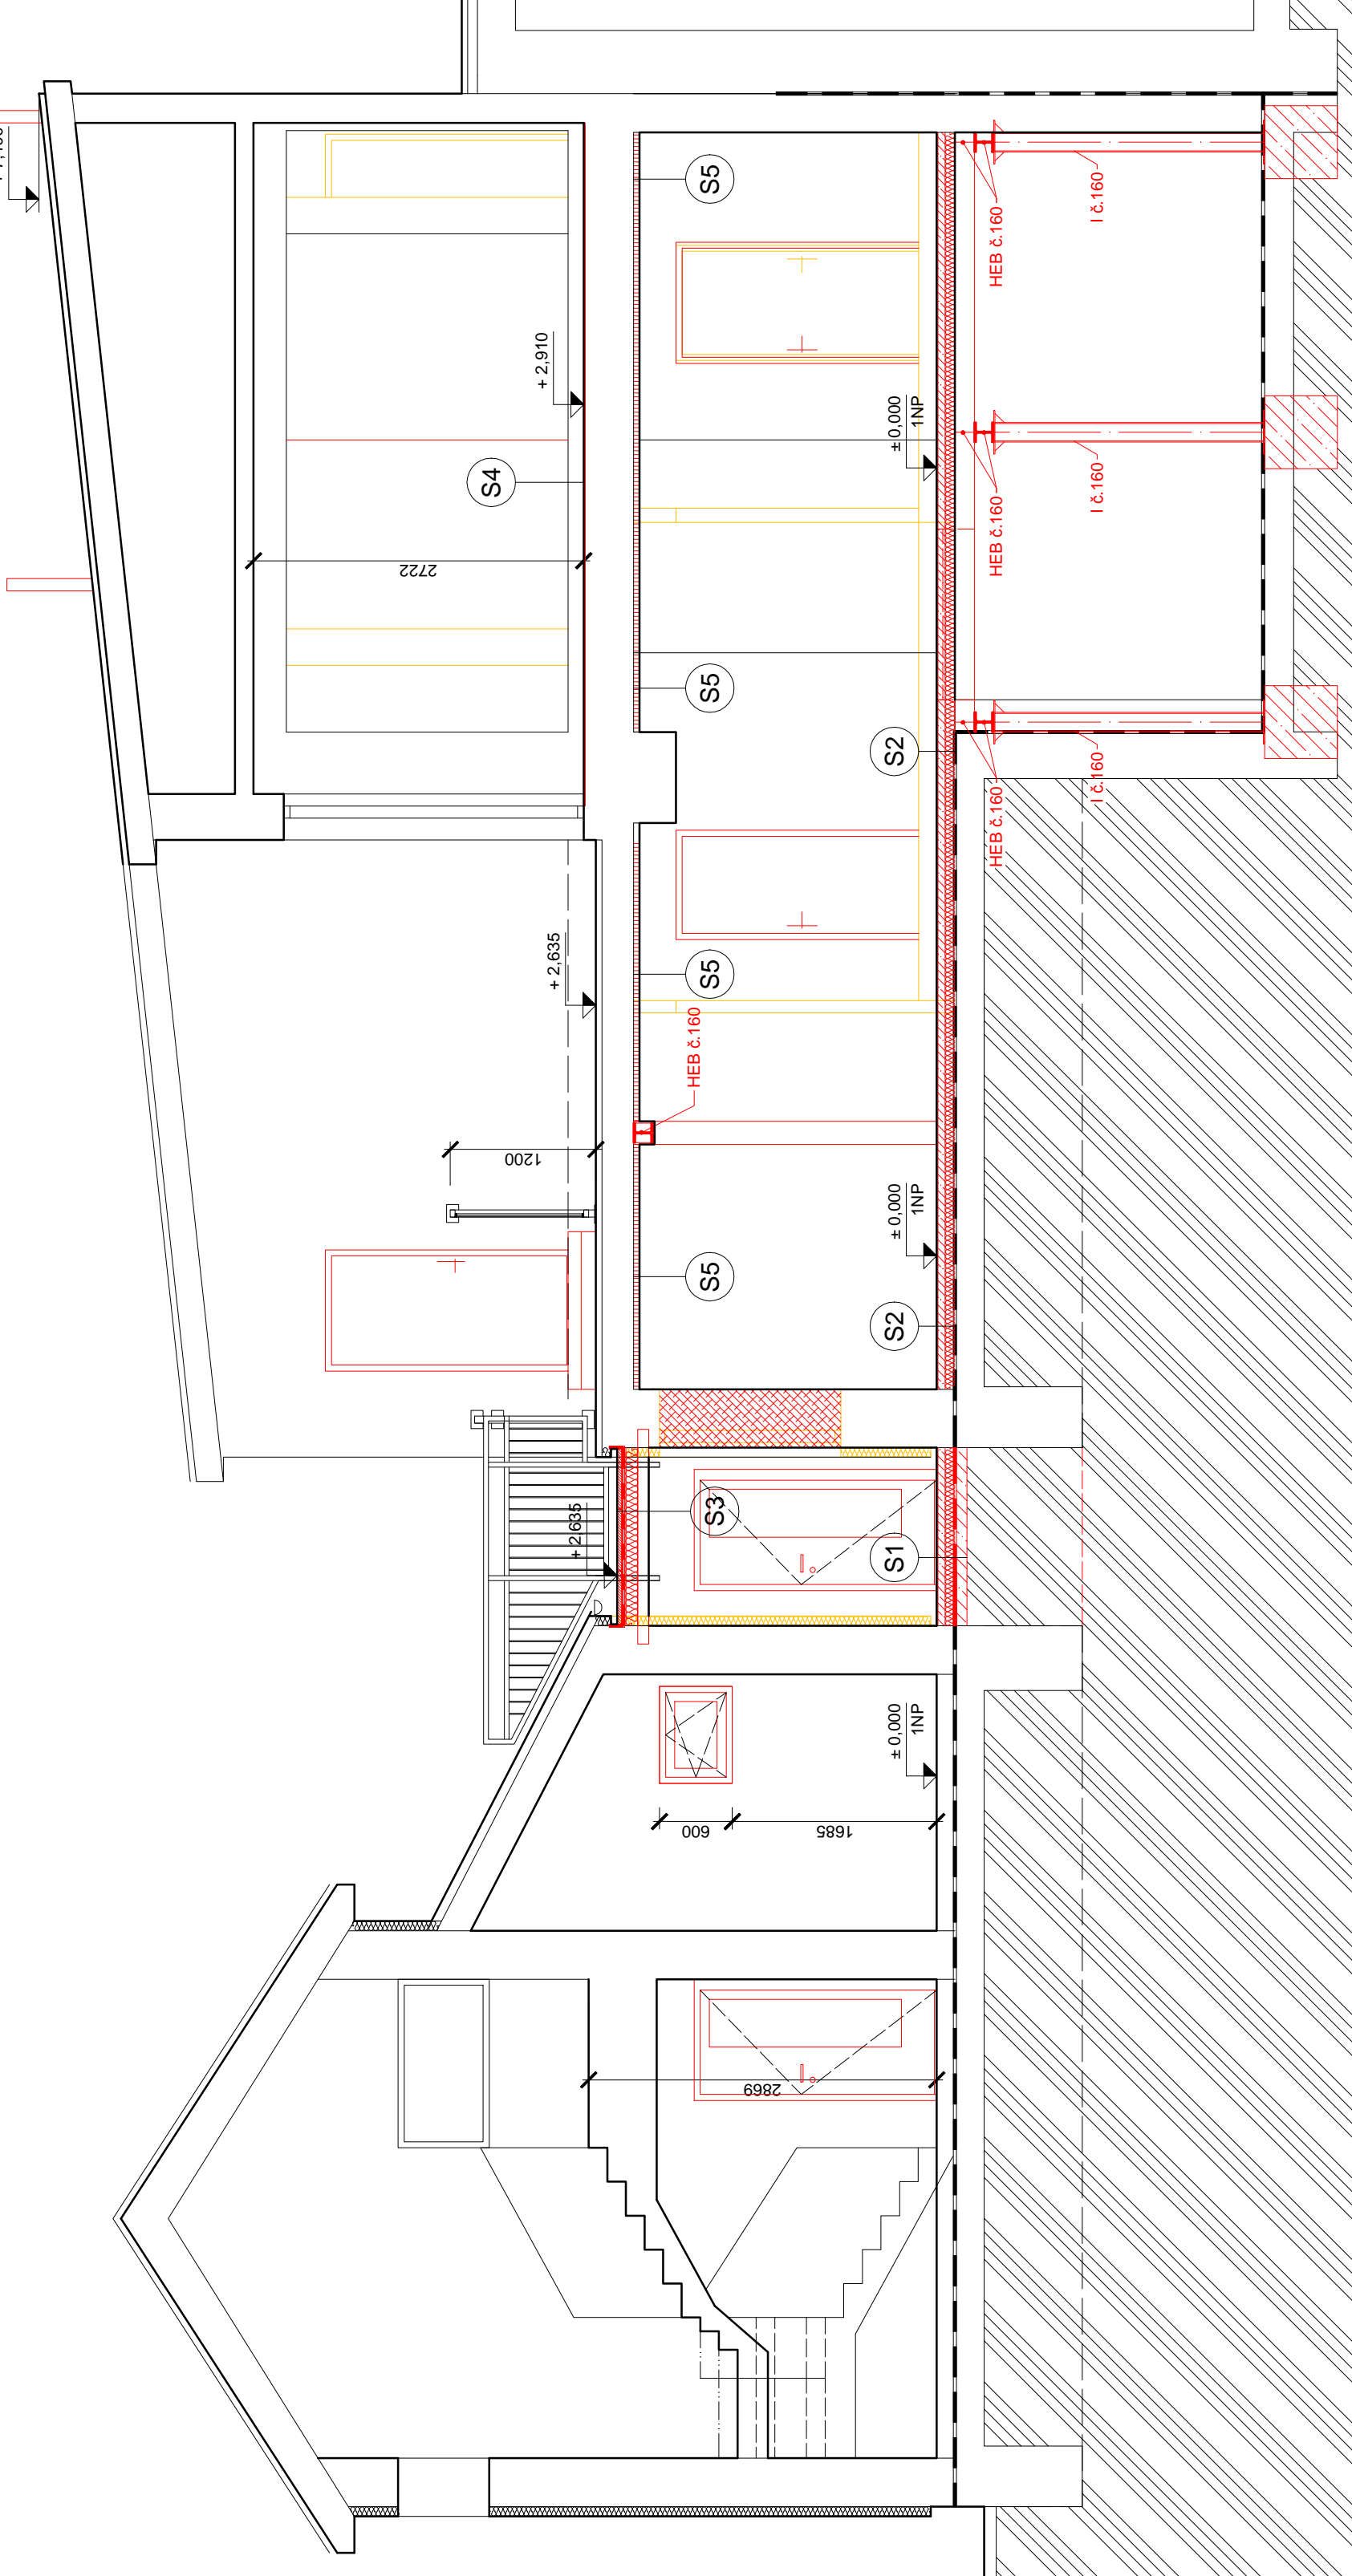 S4
2722
+ 2,910
+ 2,635
1200
+ 2,635
S5
S5
S5
S5
HEB č.160
S3
± 0,000
1NP
± 0,000
1NP
± 0,000
1NP
S2
S2
S1
600
1685
2869
HEB č.160
HEB č.160
HEB č.160
I č.160
I č.160
I č.160